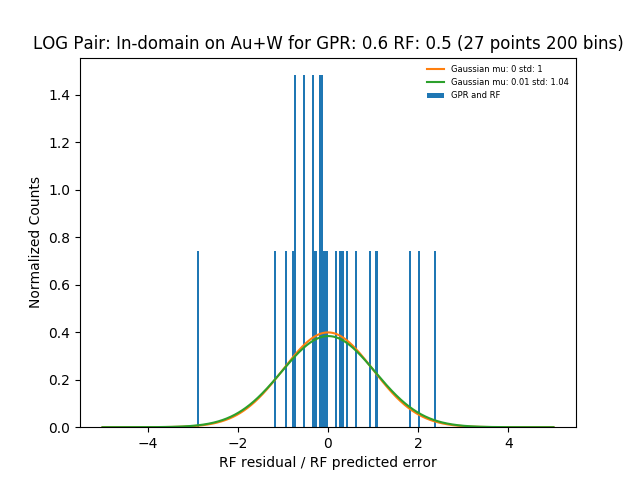 LOG Pair: In-domain on Au+W for GPR: 0.6 RF: 0.5 (27 points 200 bins)
Gaussian mu: 0 std: 1
Gaussian mu: 0.01 std: 1.04
GPR and RF
Normalized Counts
1.4
1.2
1.0
0.8
0.6
0.4
0.2
0.0
−4 −2 0 2 4
RF residual / RF predicted error